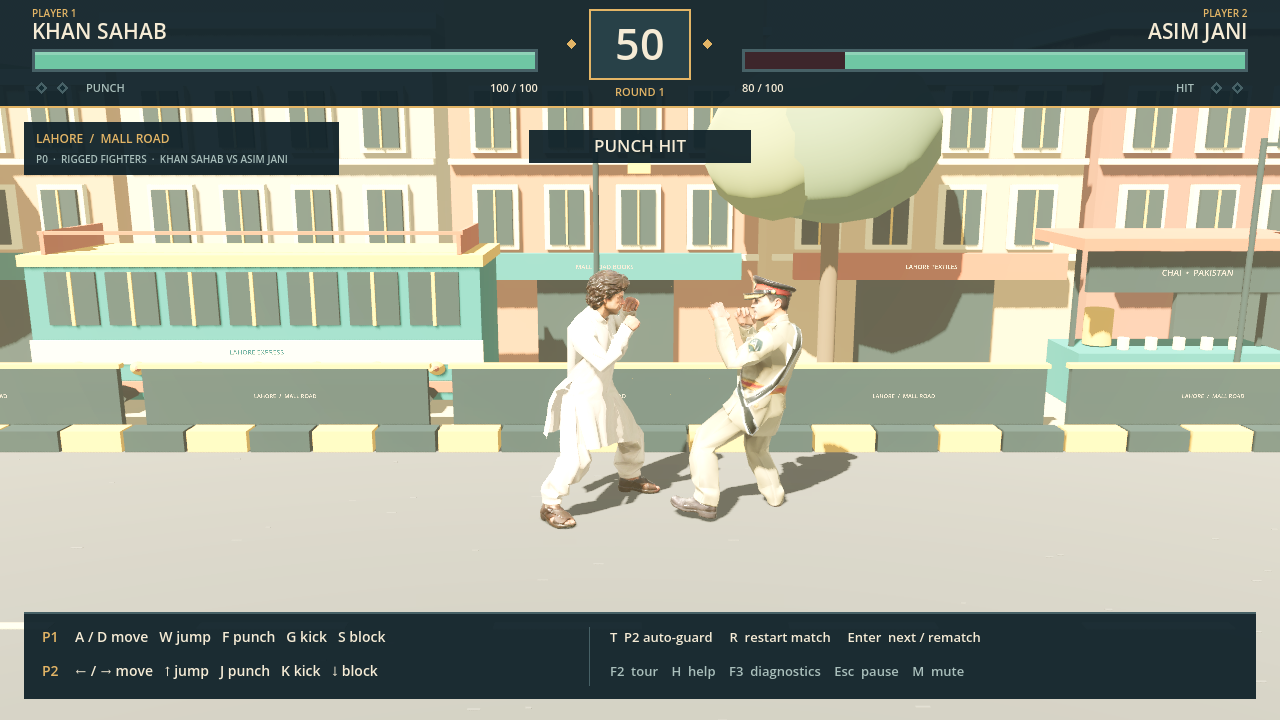 PLAYER 1
KHAN SAHAB
PUNCH
100 / 100
50
ROUND 1
PLAYER 2
ASIM JANI
80 / 100
HIT
LAHORE / MALL ROAD
P0 · RIGGED FIGHTERS · KHAN SAHAB VS ASIM JANI
PUNCH HIT
LAHORE TEXTILES
CHAI • PAKISTAN
LAHORE EXPRESS
LAHORE / MALL ROAD
LAHORE / MALL ROAD
LAHORE / MALL ROAD
P1 A / D move W jump F punch G kick S block
P2 ← / → move ↑ jump J punch K kick ↓ block
T P2 auto-guard R restart match Enter next / rematch
F2 tour H help F3 diagnostics Esc pause M mute